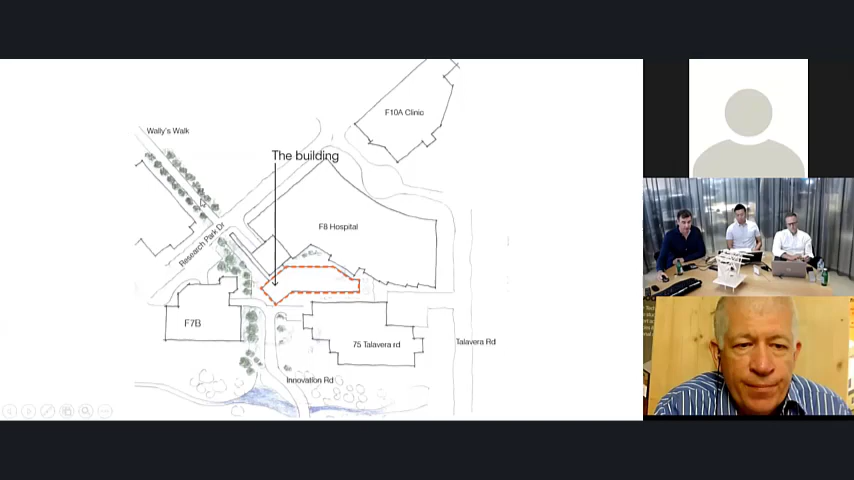 F10A Clinic
Wally's Walk
The building
F8 Hospital
Research Park Dr
F7B
75 Talavera rd
Talavera Rd
Innovation Rd